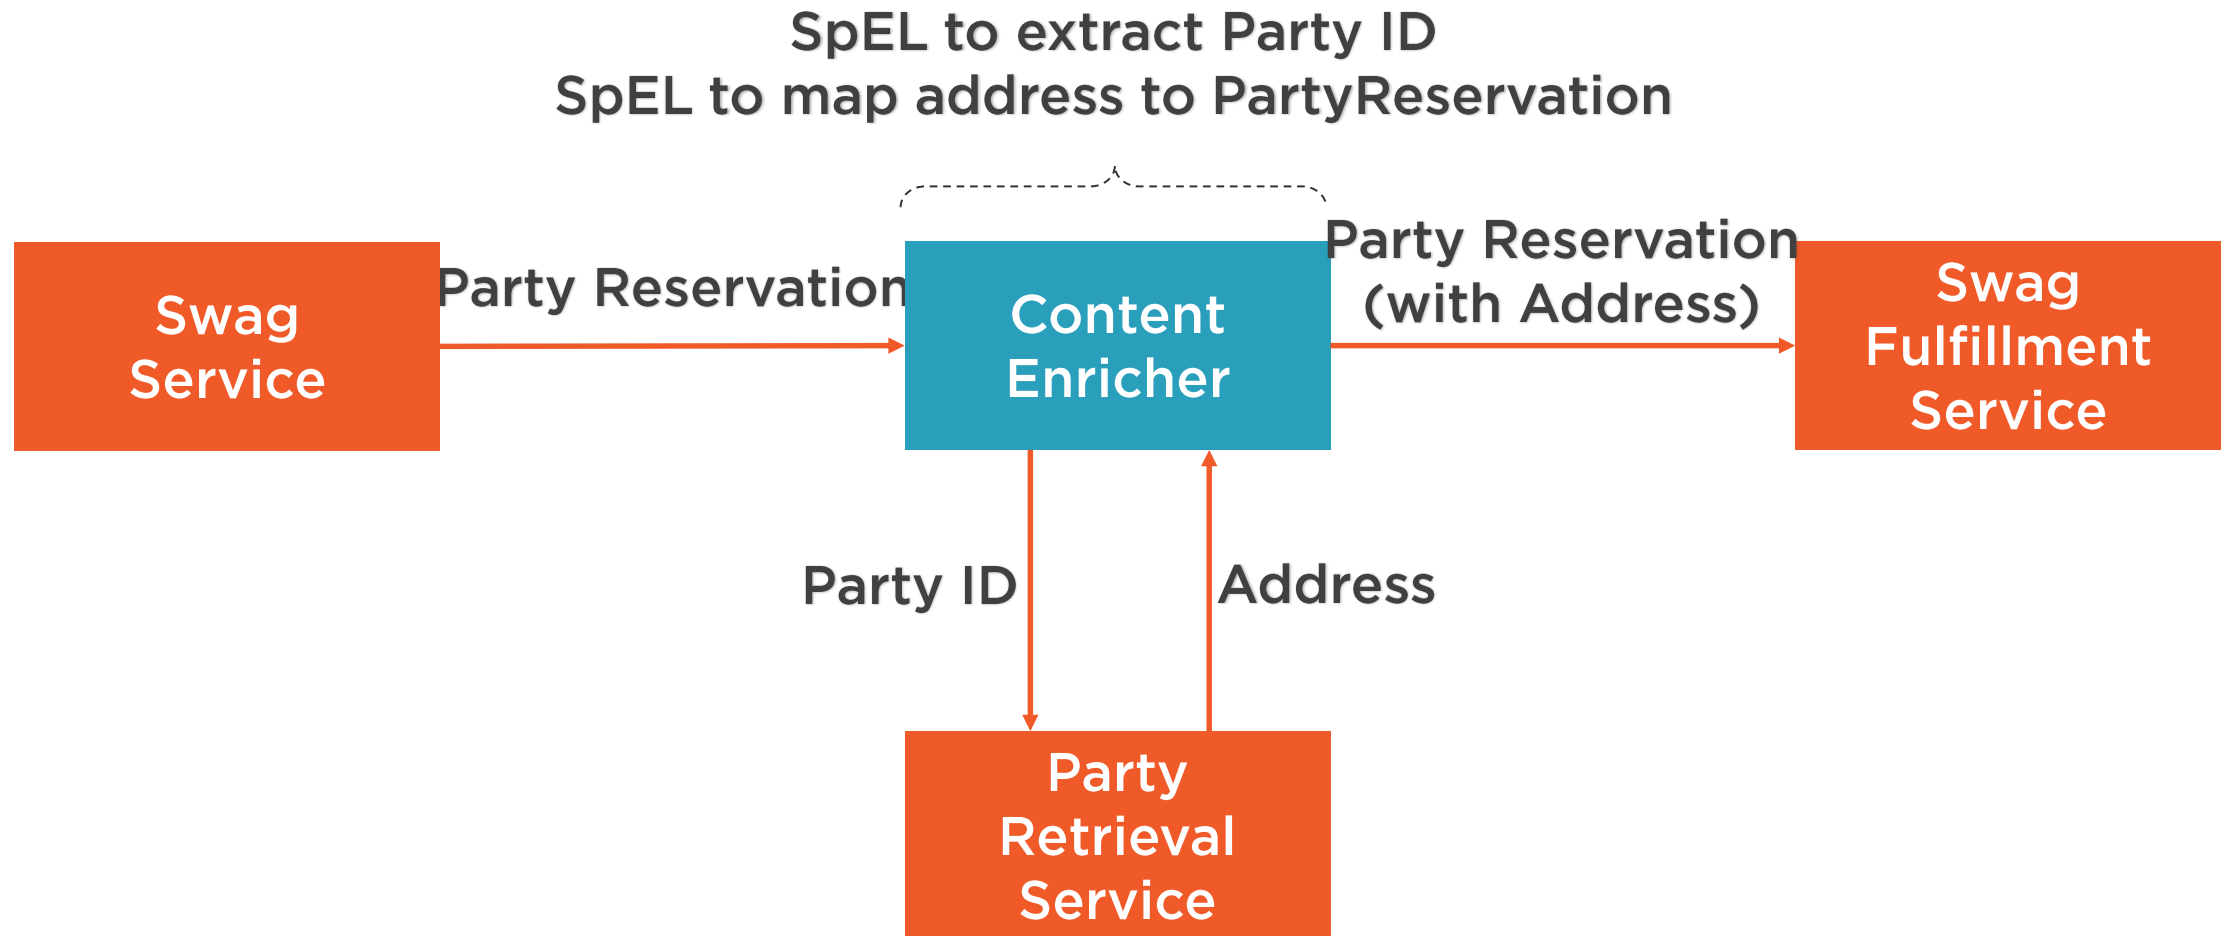 SpEL to extract Party ID
SpEL to map address to PartyReservation
Swag
Service
Party Reservation
Content
Enricher
Party Reservation
(with Address)
Swag
Fulfillment
Service
Party ID
Address
Party
Retrieval
Service